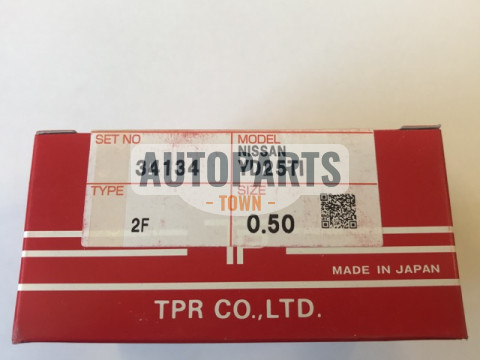 SET NO
MODEL
NISSAN
34134
YD25TI
AUTOPARTS
TYPE
SIZE
- TOWN -
2F
0.50
MADE IN JAPAN
TPR CO.,LTD.